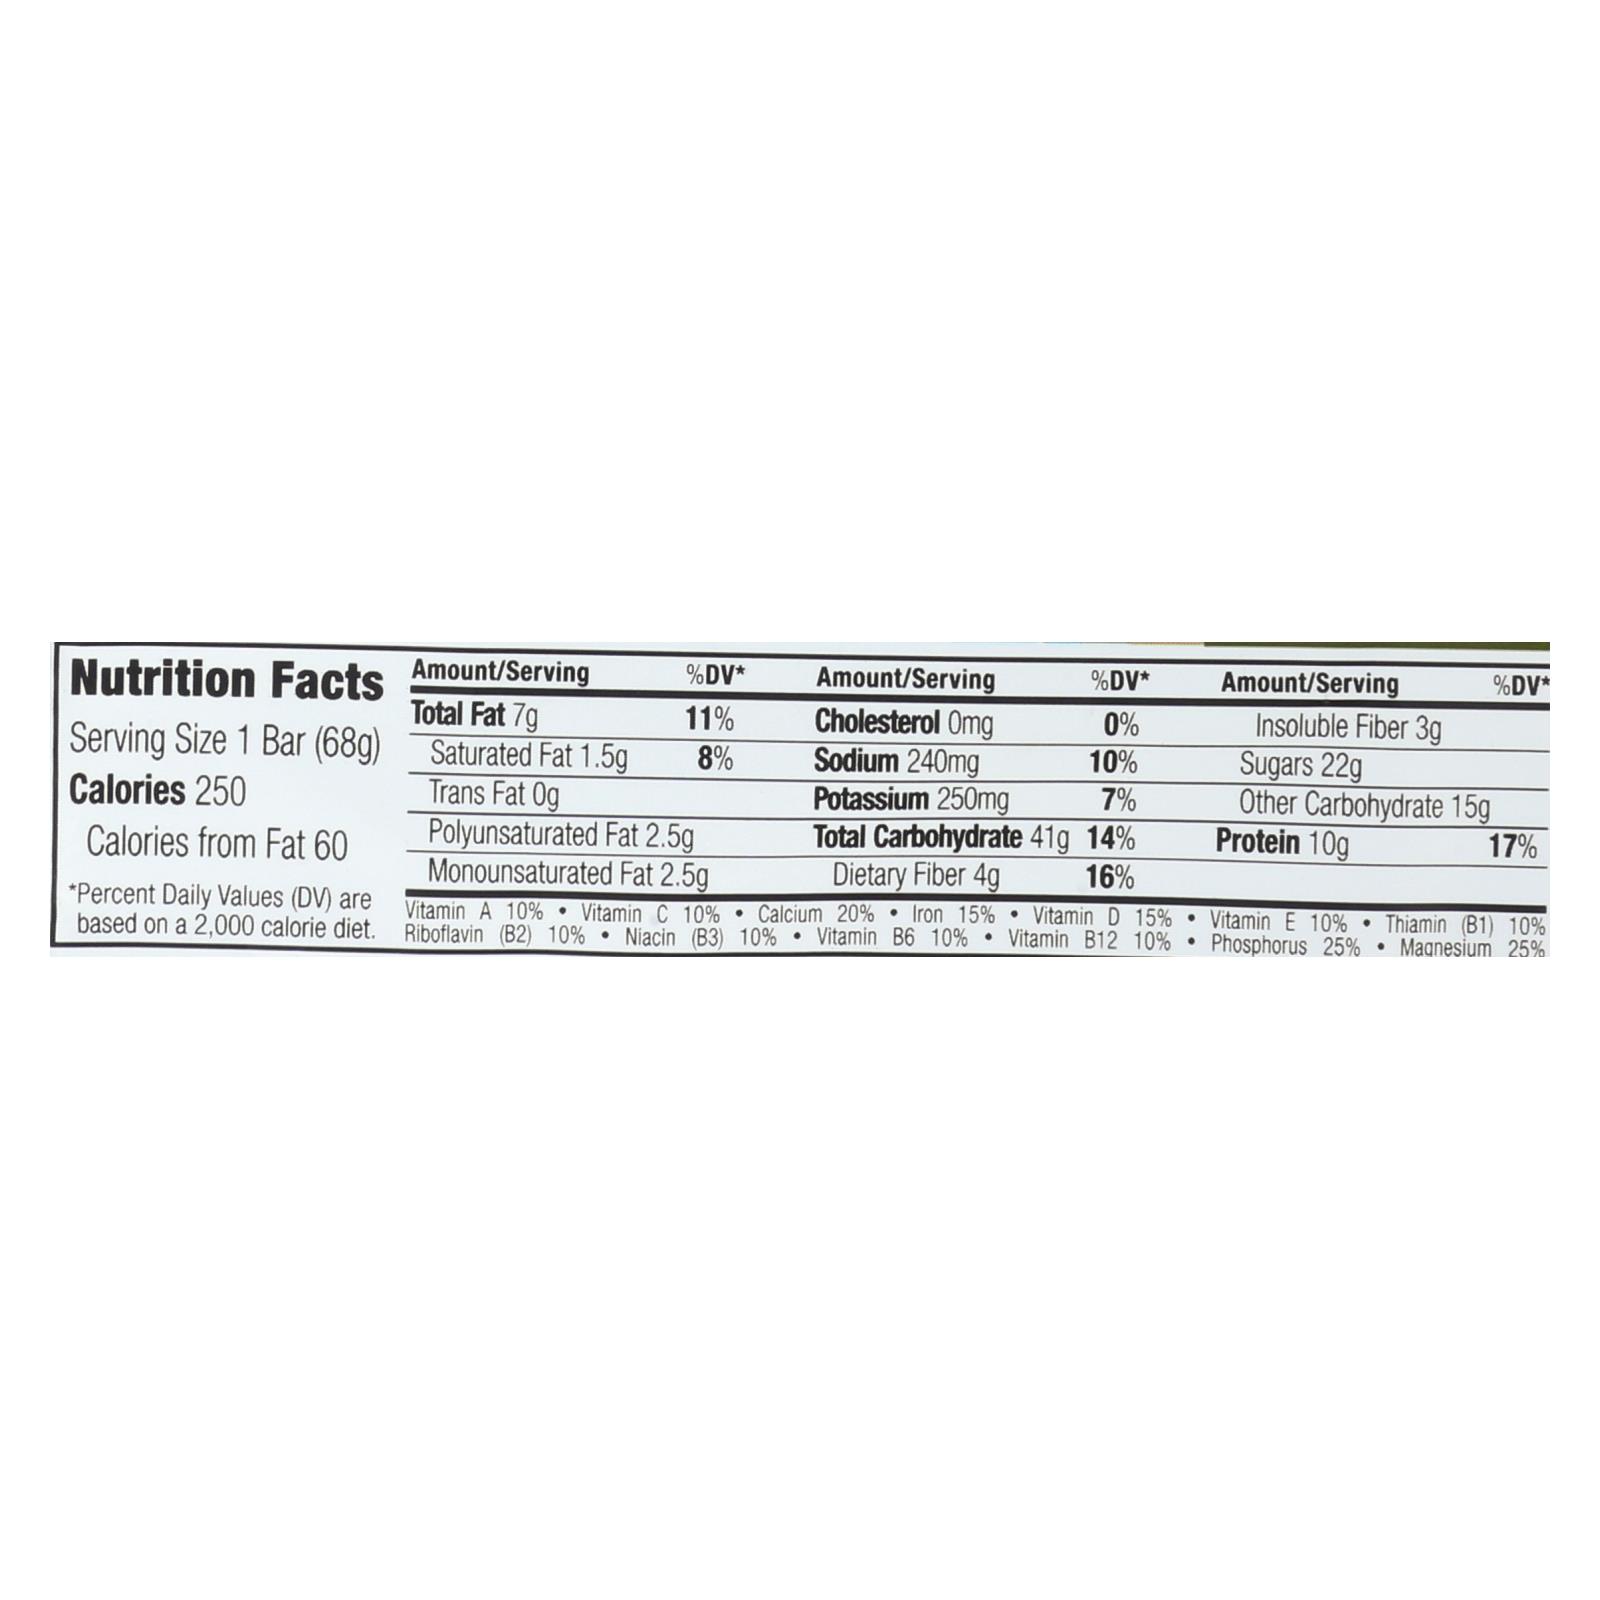 Nutrition Facts
Serving Size 1 Bar (68g)
Calories 250
Calories from Fat 60
*Percent Daily Values (DV) are
based on a 2,000 calorie diet.
Amount/Serving %DV*
Total Fat 7g 11%
Saturated Fat 1.5g 8%
Trans Fat 0g
Polyunsaturated Fat 2.5g
Monounsaturated Fat 2.5g
Amount/Serving %DV*
Cholesterol 0mg 0%
Sodium 240mg 10%
Potassium 250mg 7%
Total Carbohydrate 41g 14%
Dietary Fiber 4g 16%
Amount/Serving %DV*
Insoluble Fiber 3g
Sugars 22g
Other Carbohydrate 15g
Protein 10g 17%
Vitamin A 10% • Vitamin C 10% • Calcium 20% • Iron 15% • Vitamin D 15% • Vitamin E 10% • Thiamin (B1) 10%
Riboflavin (B2) 10% • Niacin (B3) 10% • Vitamin B6 10% • Vitamin B12 10% • Phosphorus 25% • Magnesium 25%